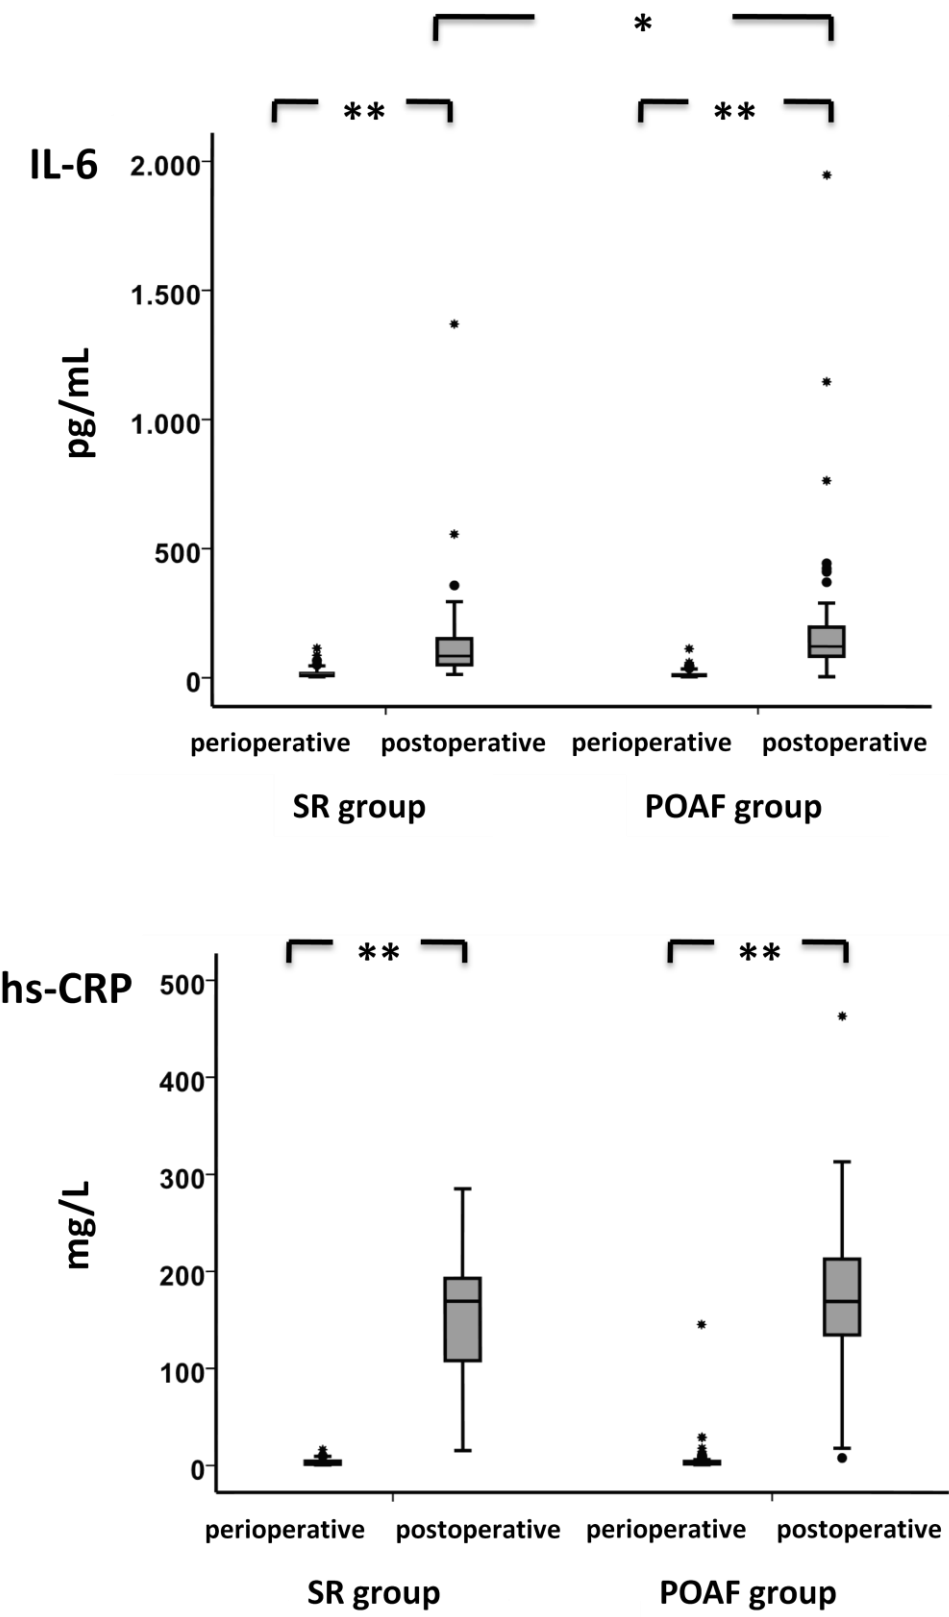 *
** **
IL-6
2.000
1.500
1.000
500
0
pg/mL
perioperative postoperative perioperative postoperative
SR group POAF group
** **
hs-CRP
500
400
300
200
100
0
mg/L
perioperative postoperative perioperative postoperative
SR group POAF group